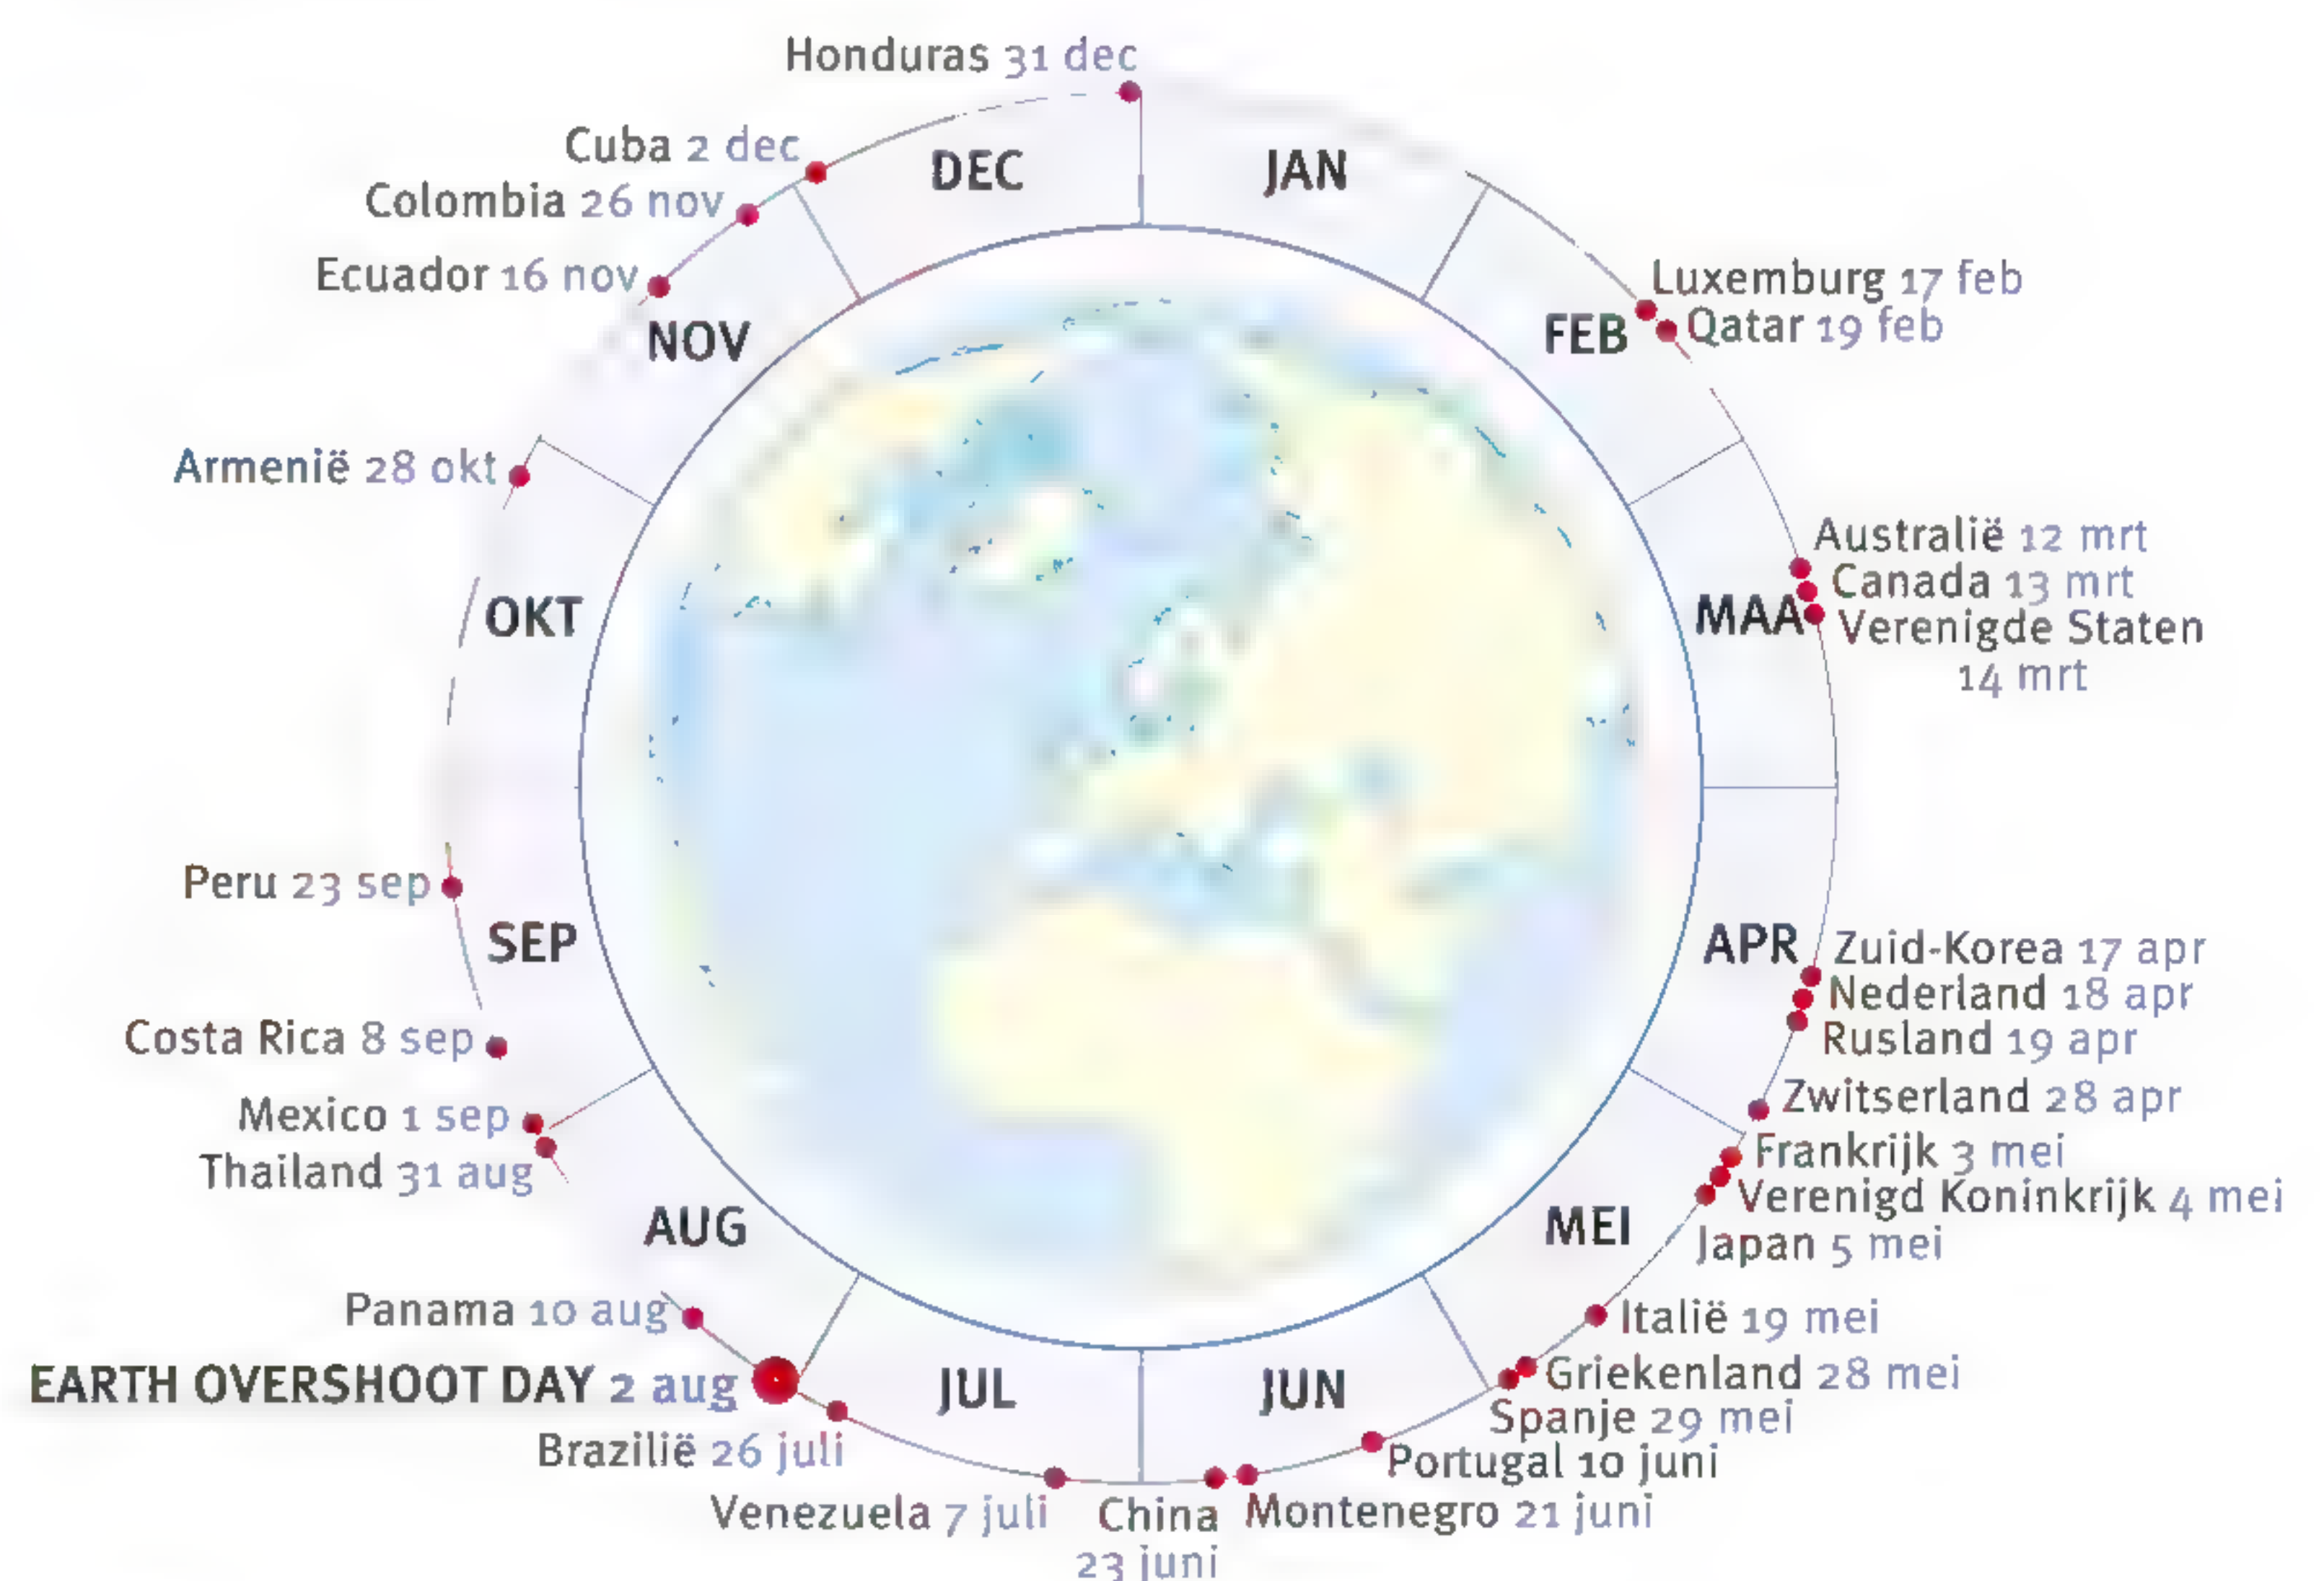 Honduras 31 dec
Cuba 2 dec
Colombia 26 nov
Ecuador 16 nov
Armenië 28 okt
Peru 23 sep
Costa Rica 8 sep
Mexico 1 sep
Thailand 31 aug
Panama 10 aug
EARTH OVERSHOOT DAY 2 aug
Brazilië 26 juli
Venezuela 7 juli
China
23 juni
Montenegro 21 juni
Portugal 10 juni
Spanje 29 mei
Griekenland 28 mei
Italië 19 mei
Japan 5 mei
Verenigd Koninkrijk 4 mei
Frankrijk 3 mei
Zwitserland 28 apr
Rusland 19 apr
Nederland 18 apr
Zuid-Korea 17 apr
Verenigde Staten
14 mrt
Canada 13 mrt
Australië 12 mrt
Qatar 19 feb
Luxemburg 17 feb
JAN
FEB
MAA
APR
MEI
JUN
JUL
AUG
SEP
OKT
NOV
DEC